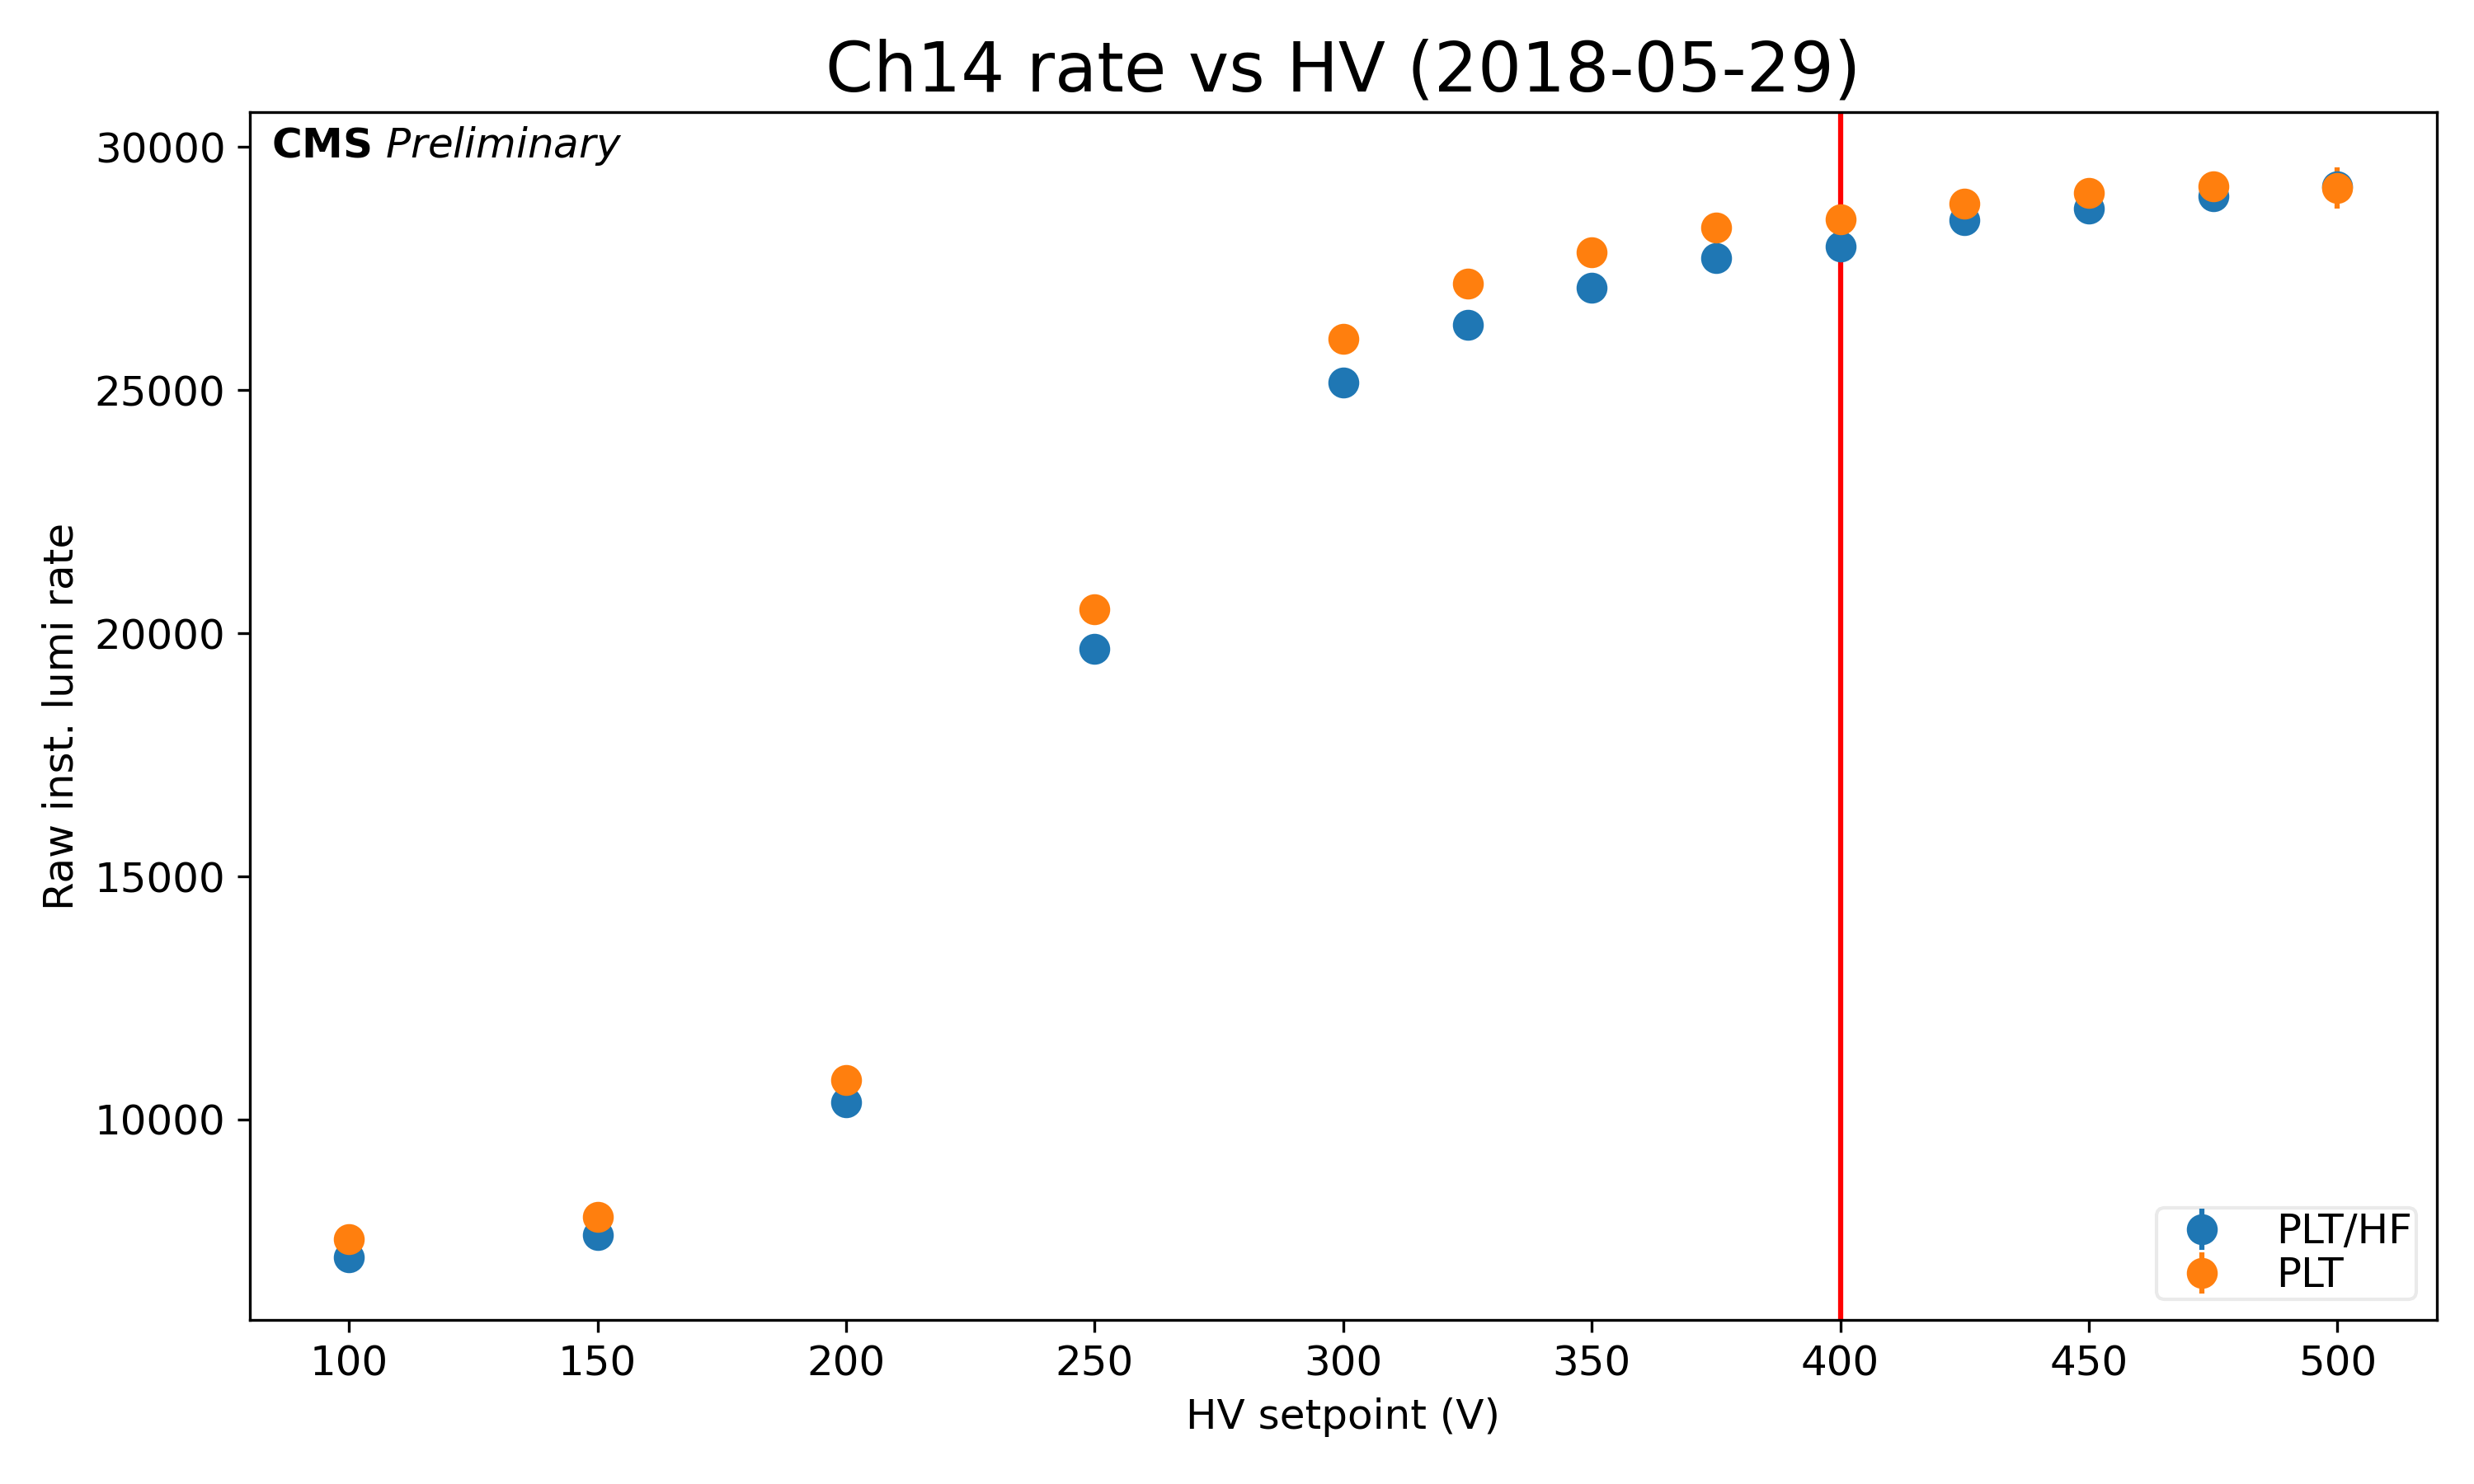 Ch14 rate vs HV (2018-05-29)
CMS Preliminary
30000
25000
20000
15000
10000
Raw inst. lumi rate
PLT/HF
PLT
100 150 200 250 300 350 400 450 500
HV setpoint (V)